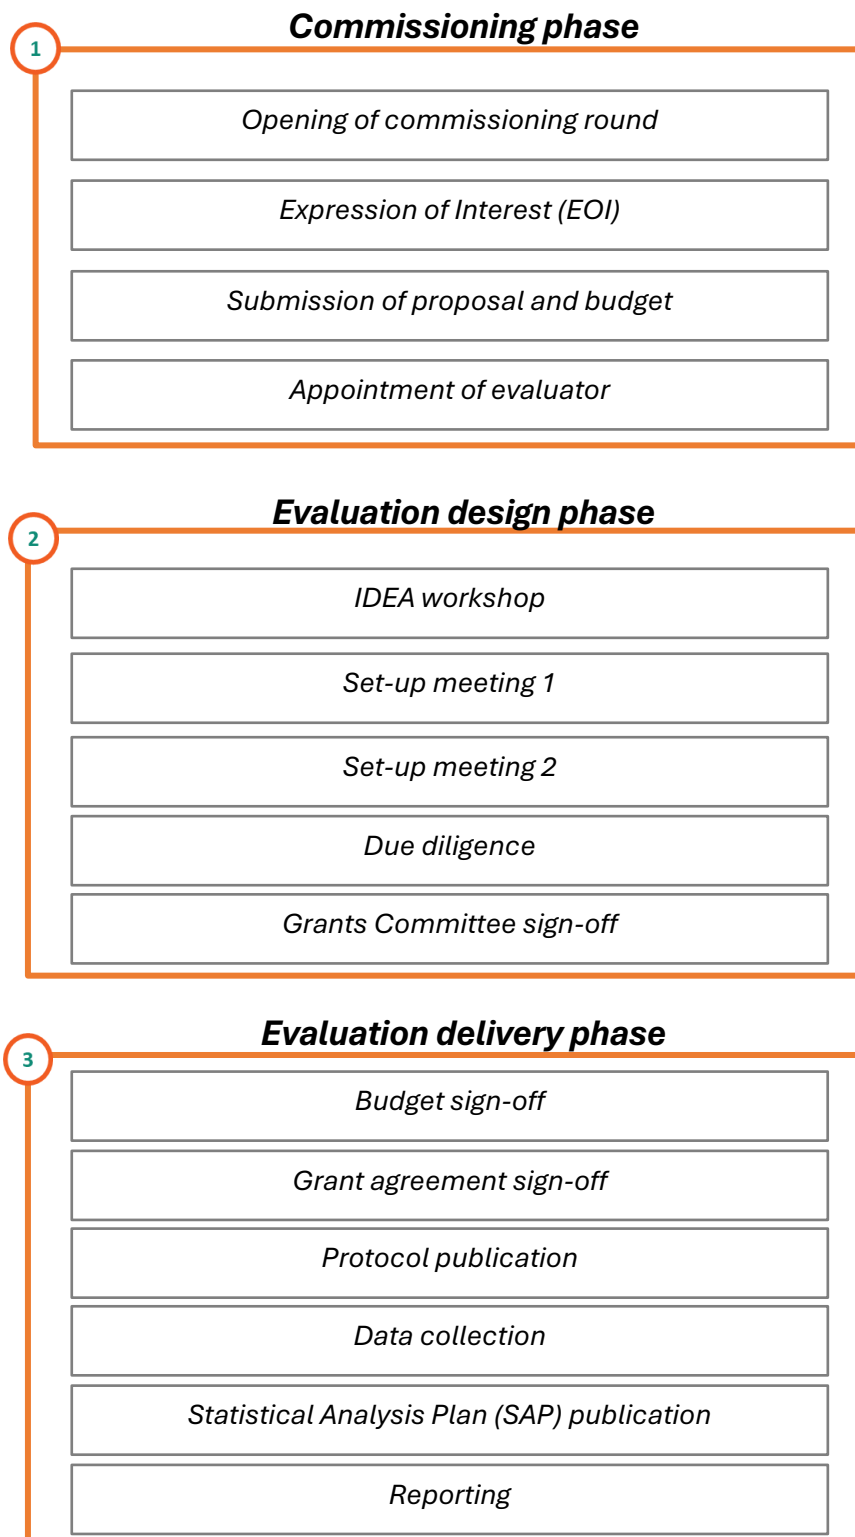 Commissioning phase
1
Opening of commissioning round
Expression of Interest (EOI)
Submission of proposal and budget
Appointment of evaluator
Evaluation design phase
2
IDEA workshop
Set-up meeting 1
Set-up meeting 2
Due diligence
Grants Committee sign-off
Evaluation delivery phase
3
Budget sign-off
Grant agreement sign-off
Protocol publication
Data collection
Statistical Analysis Plan (SAP) publication
Reporting